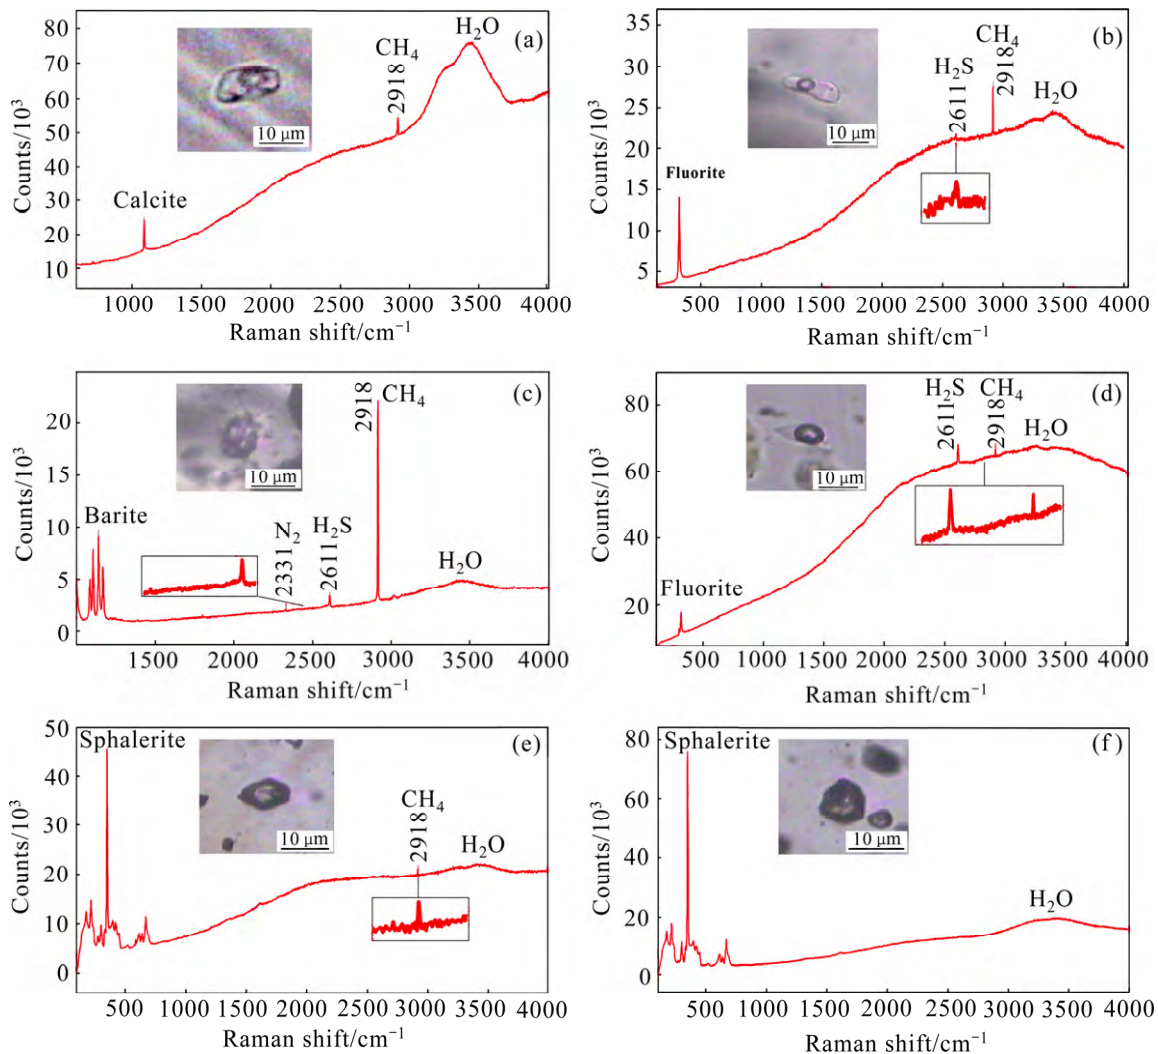 (a)
80
70
60
50
40
30
20
10
Counts/10³
Calcite
2918
CH₄
H₂O
10 μm
1000 1500 2000 2500 3000 3500 4000
Raman shift/cm⁻¹
(b)
35
30
25
20
15
10
5
3
Counts/10³
Fluorite
2611
H₂S
2918
CH₄
H₂O
10 μm
500 1000 1500 2000 2500 3000 3500 4000
Raman shift/cm⁻¹
(c)
20
15
10
5
0
Counts/10³
Barite
2331
N₂
2611
H₂S
2918
CH₄
H₂O
10 μm
1500 2000 2500 3000 3500 4000
Raman shift/cm⁻¹
(d)
80
60
40
20
Counts/10³
Fluorite
H₂S
2611
CH₄
2918
H₂O
10 μm
500 1000 1500 2000 2500 3000 3500 4000
Raman shift/cm⁻¹
(e)
50
40
30
20
10
0
Counts/10³
Sphalerite
CH₄
2918
H₂O
10 μm
500 1000 1500 2000 2500 3000 3500 4000
Raman shift/cm⁻¹
(f)
80
60
40
20
0
Counts/10³
Sphalerite
H₂O
10 μm
500 1000 1500 2000 2500 3000 3500 4000
Raman shift/cm⁻¹